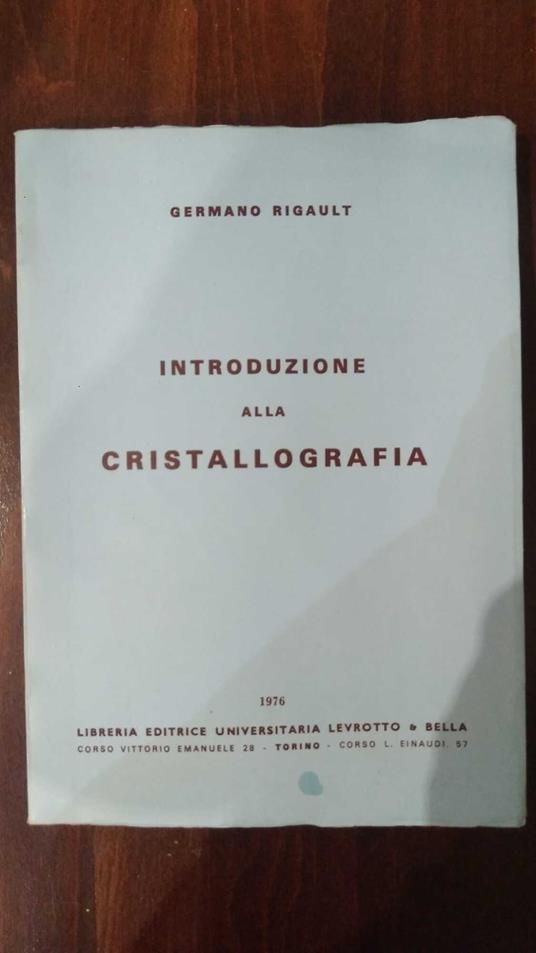 GERMANO RIGAULT
INTRODUZIONE
ALLA
CRISTALLOGRAFIA
1976
LIBRERIA EDITRICE UNIVERSITARIA LEVROTTO & BELLA
CORSO VITTORIO EMANUELE 28 - TORINO - CORSO L. EINAUDI, 57